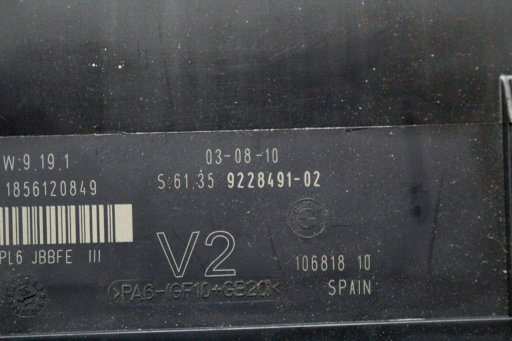 W:9.19.1
03-08-10
1856120849
S:61.35 9228491-02
PL6 JBBFE III
V2
106818 10
>PA6-(GF10+GB20)<
SPAIN